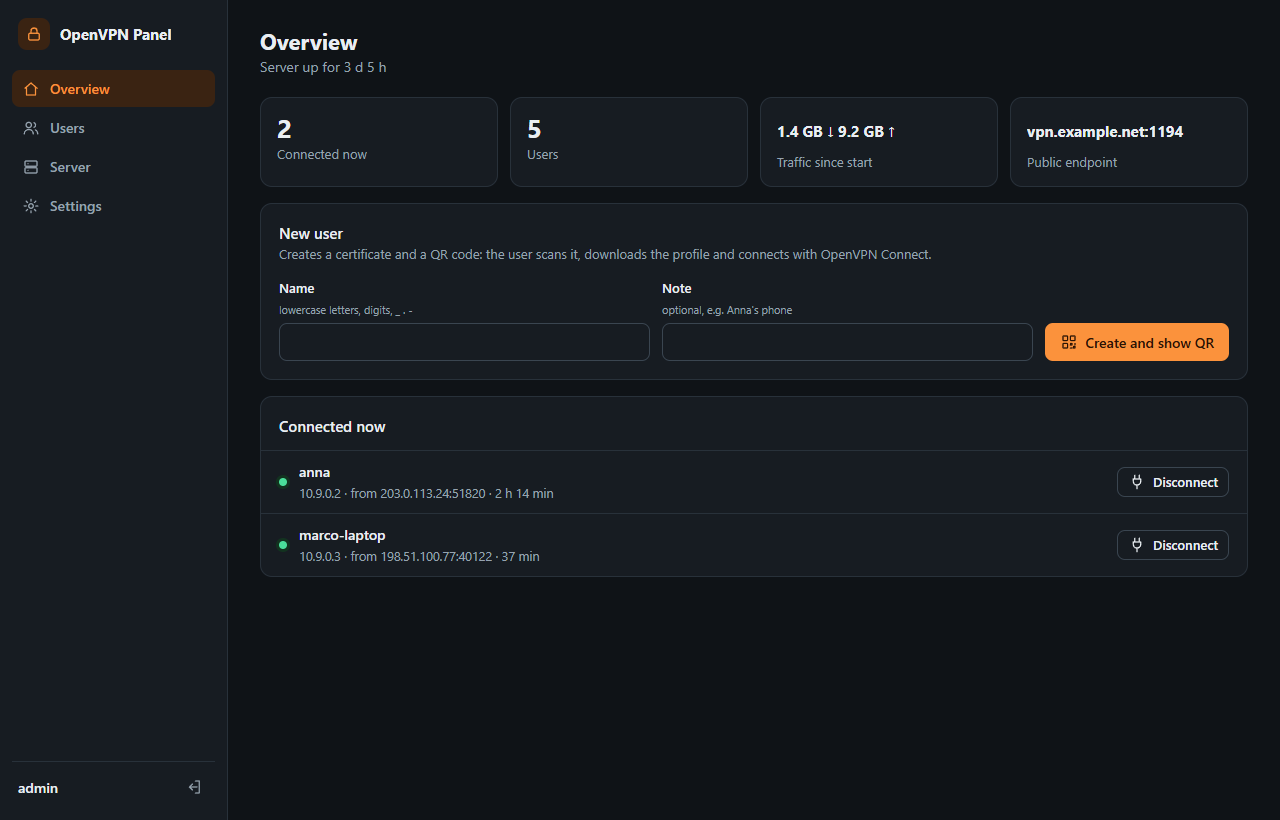 OpenVPN Panel
Overview
Users
Server
Settings
admin
Overview
Server up for 3 d 5 h
2
Connected now
5
Users
1.4 GB ↓ 9.2 GB ↑
Traffic since start
vpn.example.net:1194
Public endpoint
New user
Creates a certificate and a QR code: the user scans it, downloads the profile and connects with OpenVPN Connect.
Name
lowercase letters, digits, _ . -
Note
optional, e.g. Anna's phone
Create and show QR
Connected now
anna
10.9.0.2 · from 203.0.113.24:51820 · 2 h 14 min
Disconnect
marco-laptop
10.9.0.3 · from 198.51.100.77:40122 · 37 min
Disconnect